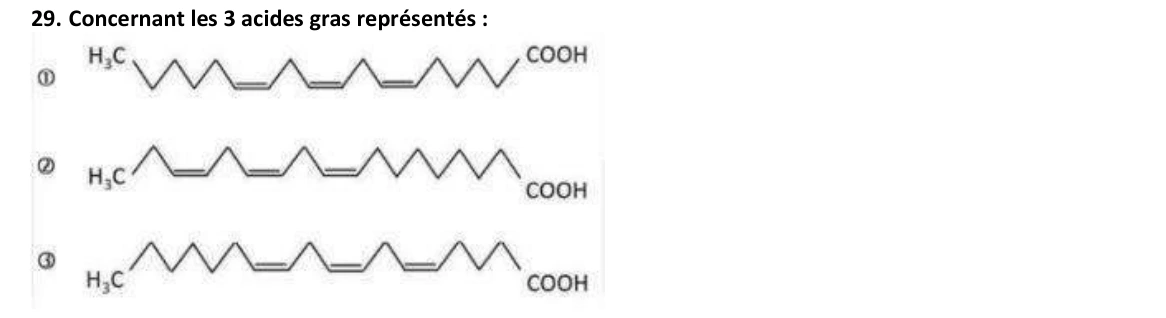 29. Concernant les 3 acides gras représentés :
H₃C COOH
①
②
H₃C COOH
③
H₃C COOH